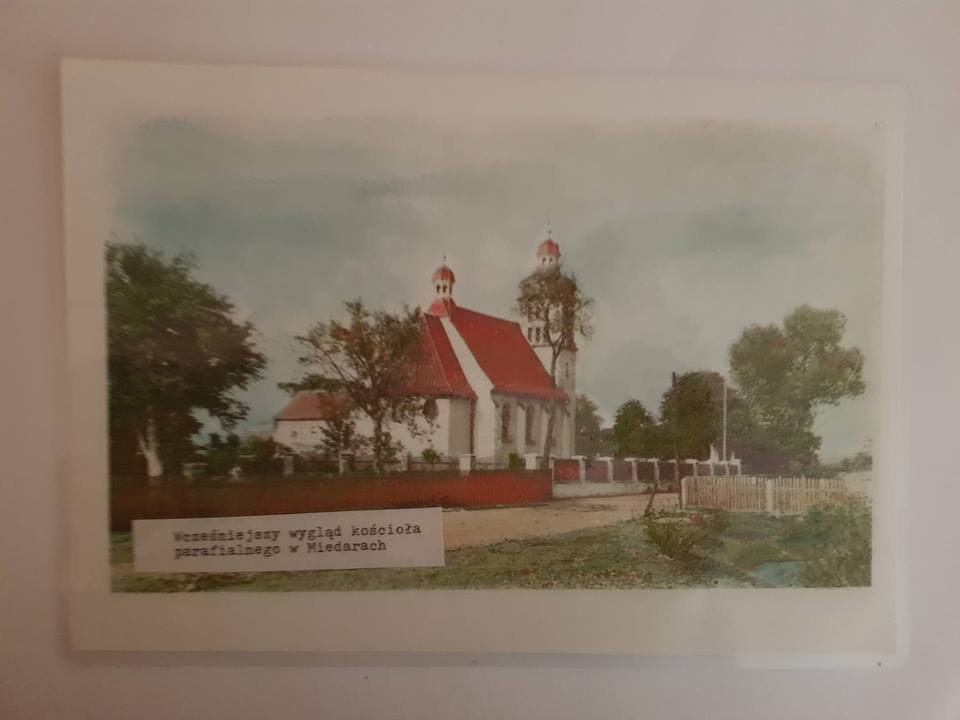 Wcześniejszy wygląd kościoła
parafialnego w Miedarach